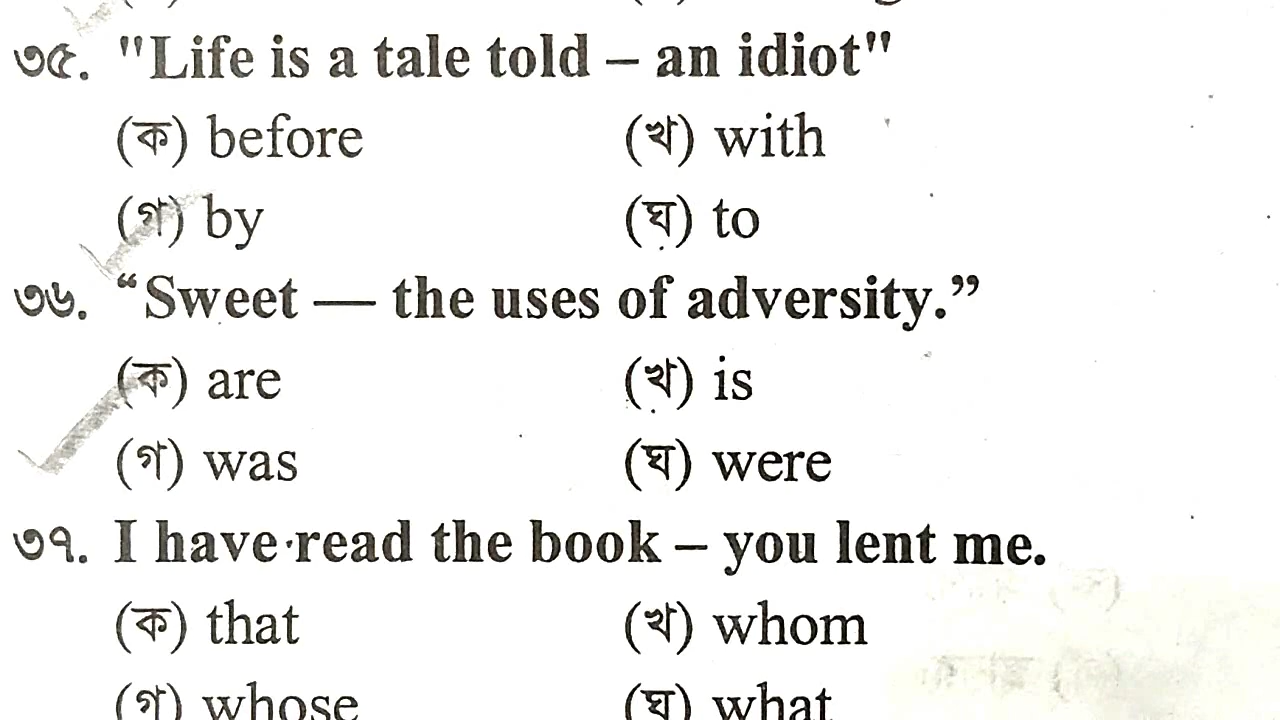 ৩৫. "Life is a tale told – an idiot"
(ক) before (খ) with
(গ) by (ঘ) to
৩৬. “Sweet — the uses of adversity.”
(ক) are (খ) is
(গ) was (ঘ) were
৩৭. I have read the book – you lent me.
(ক) that (খ) whom
(গ) whose (ঘ) what